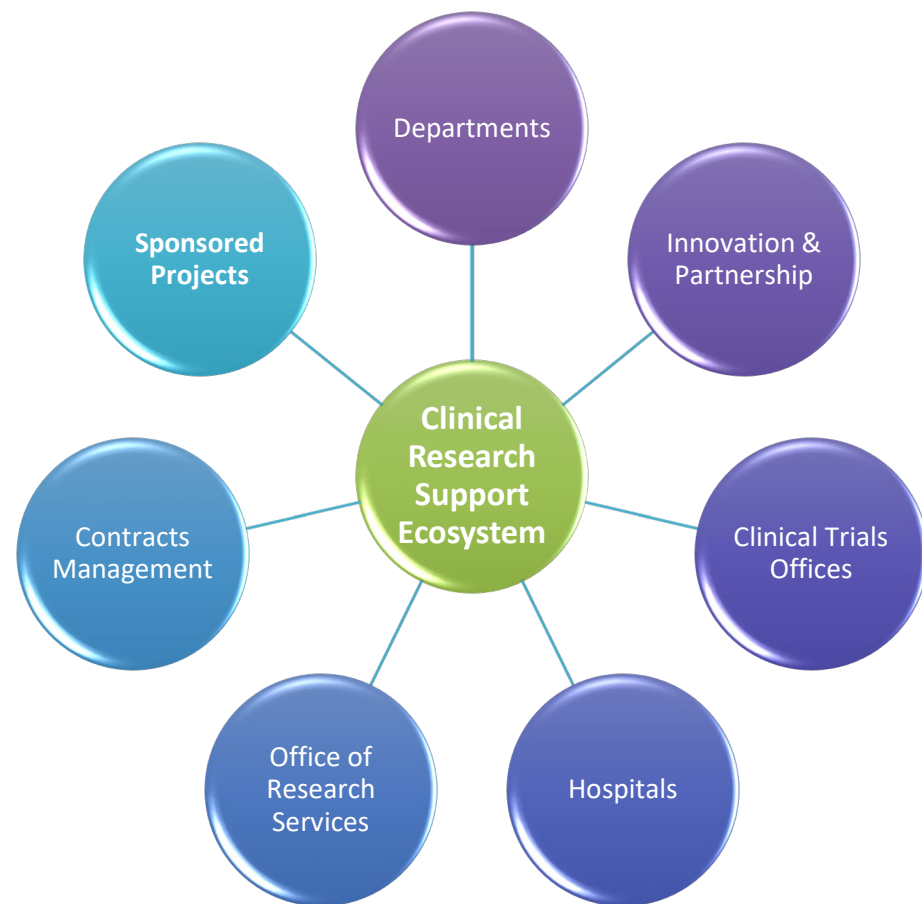 Departments
Sponsored
Projects
Innovation &
Partnership
Clinical
Research
Support
Ecosystem
Contracts
Management
Clinical Trials
Offices
Office of
Research
Services
Hospitals